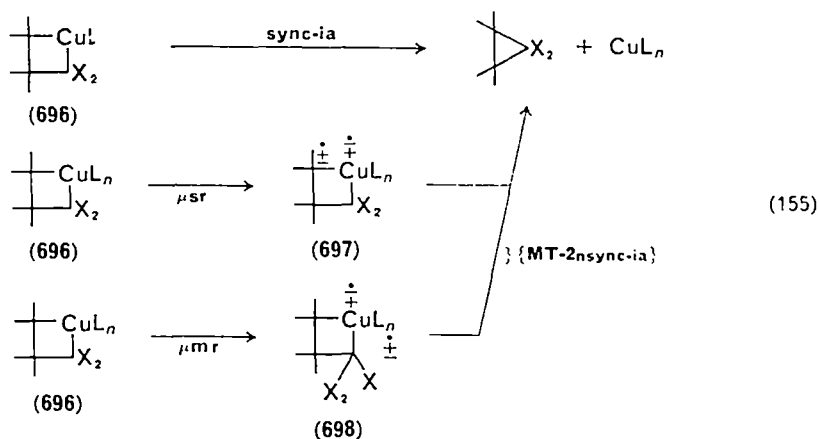 CuL
X₂
(696)
sync-ia
X₂ + CuLₙ
CuLₙ
X₂
(696)
μsr
∓̇ ∓̇
CuLₙ
X₂
(697)
(155)
}{MT-2nsync-ia}
CuLₙ
X₂
(696)
μmr
∓̇
CuLₙ
∓̇
X₂ X
(698)